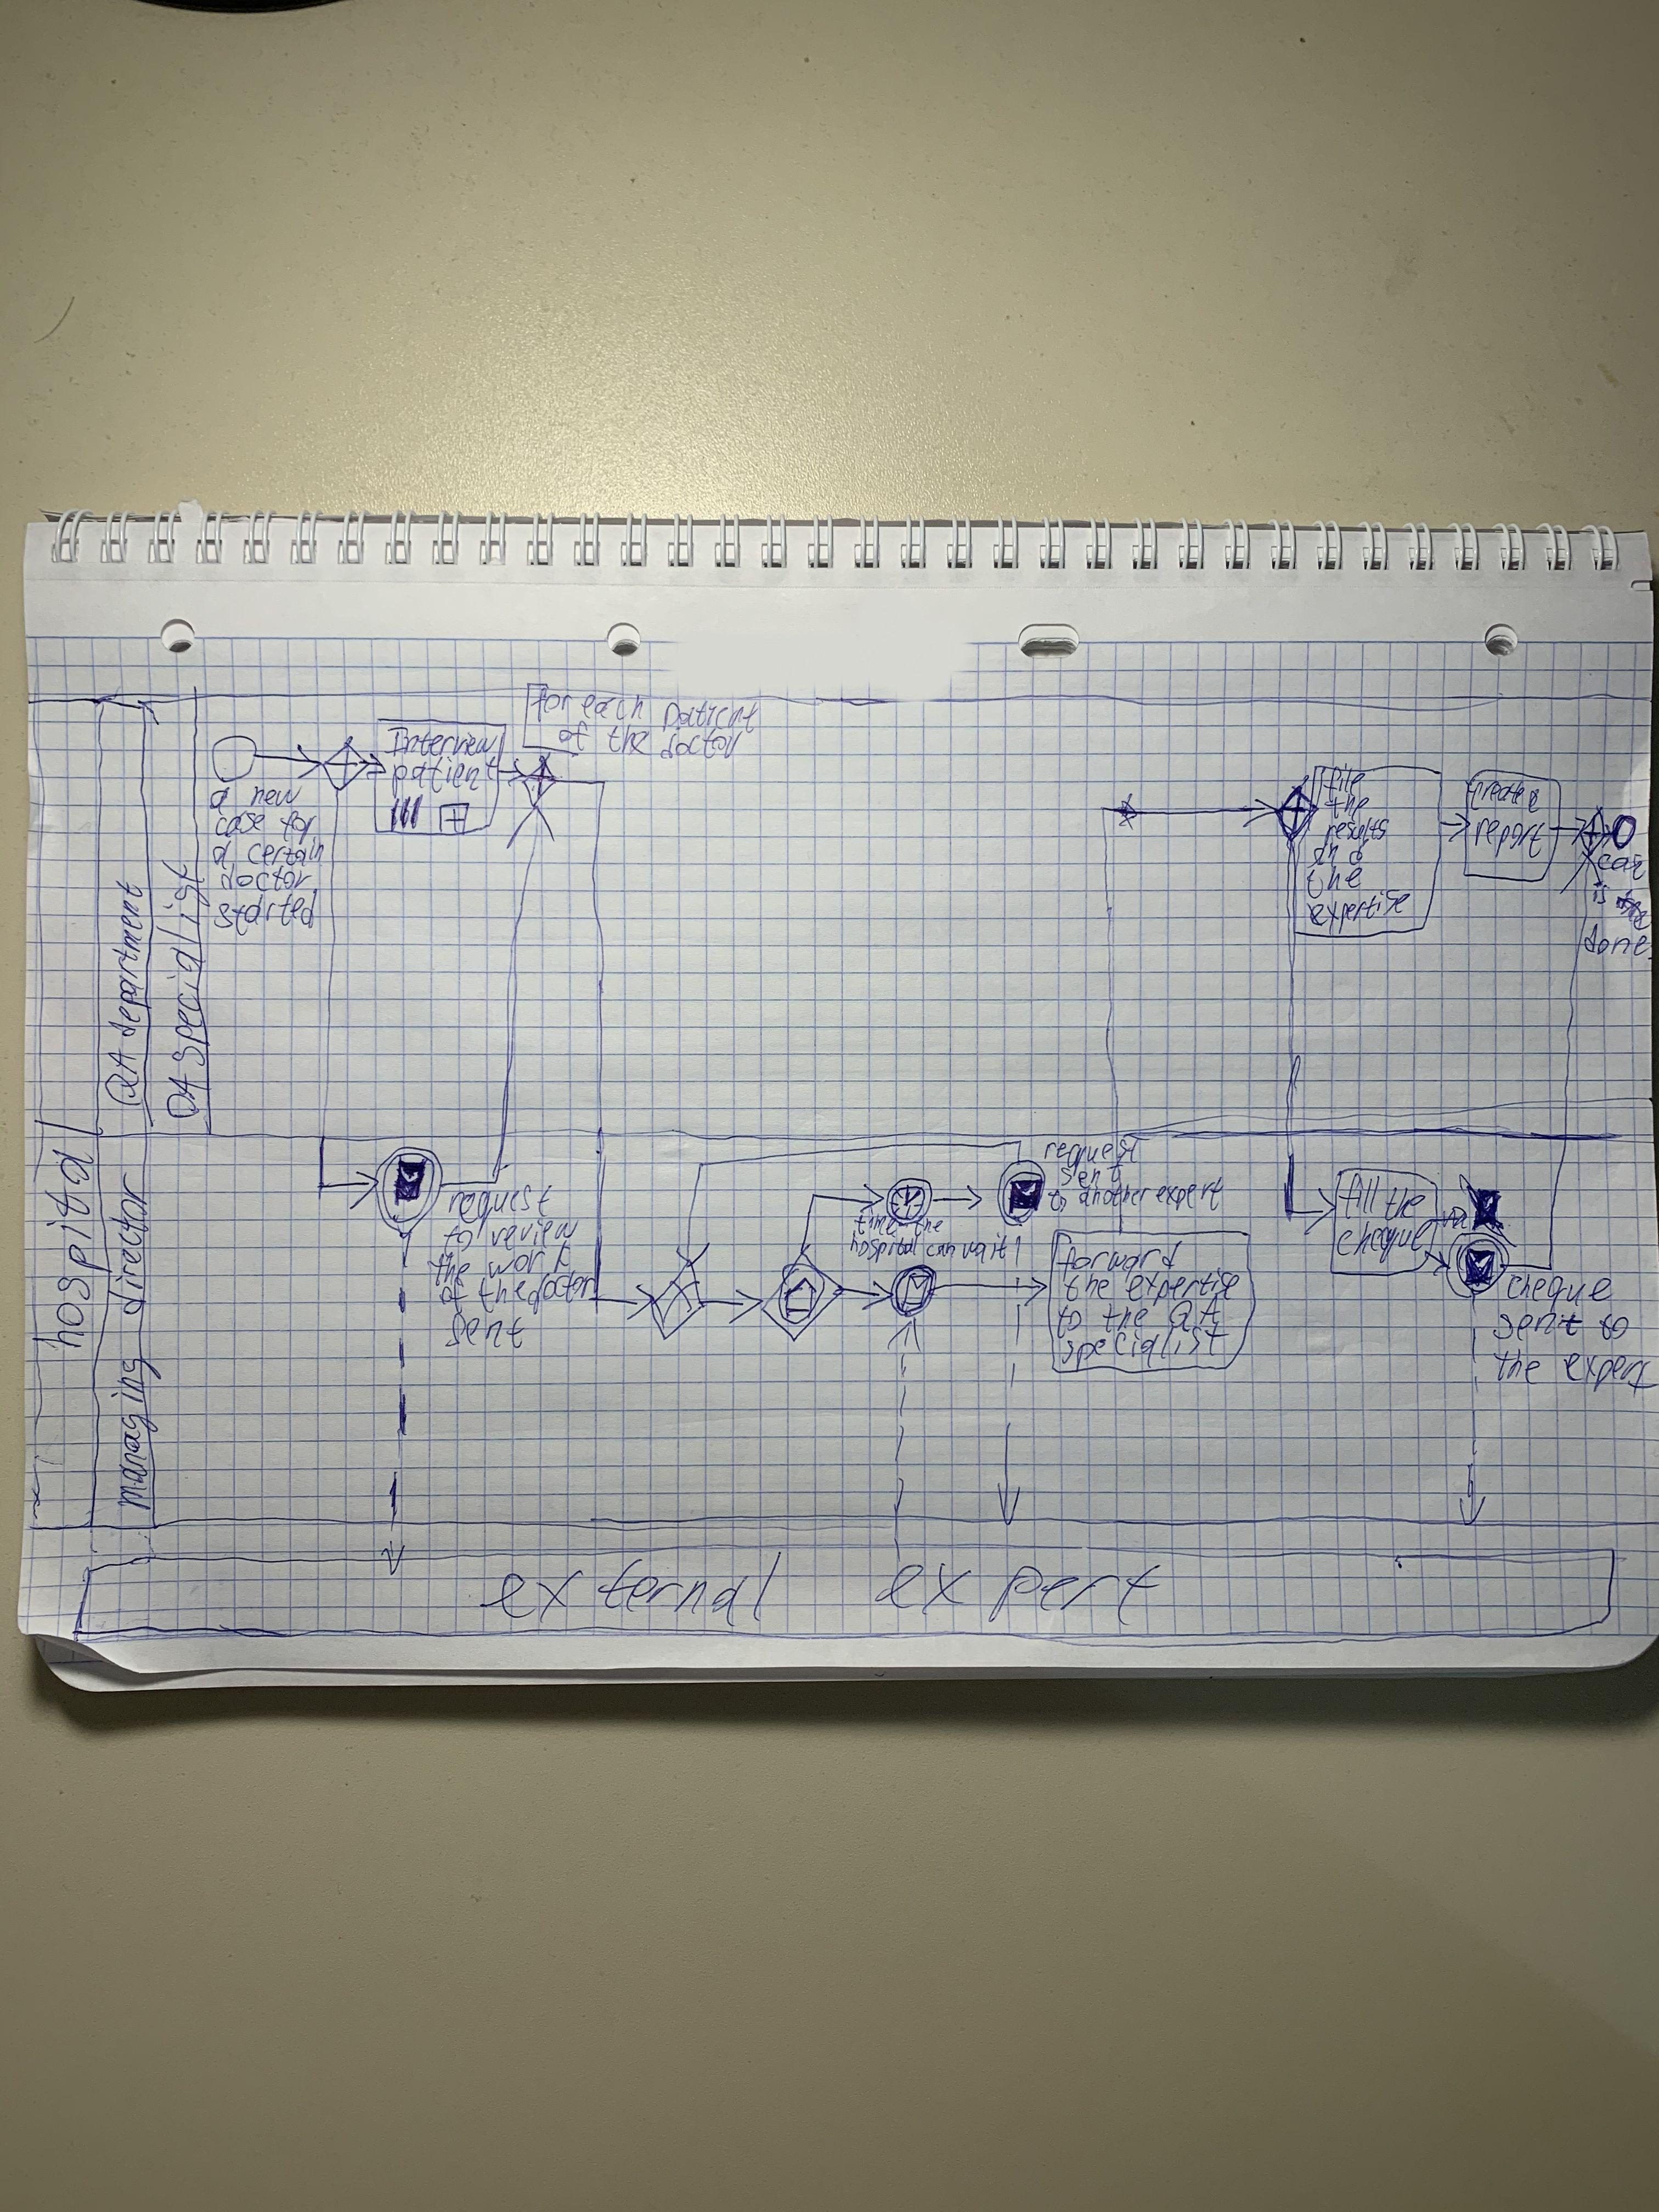 hospital
QA department
QA specialist
managing director
a new
case for
a certain
doctor
started
Interview
patient
for each patient
of the doctor
file
the
results
and
the
expertise
create a
report
case
is
done
request
to review
the work
of the doctor
sent
time the
hospital can wait
request
sent
to another expert
forward
the expertise
to the QA
specialist
fill the
cheque
cheque
sent to
the expert
external expert